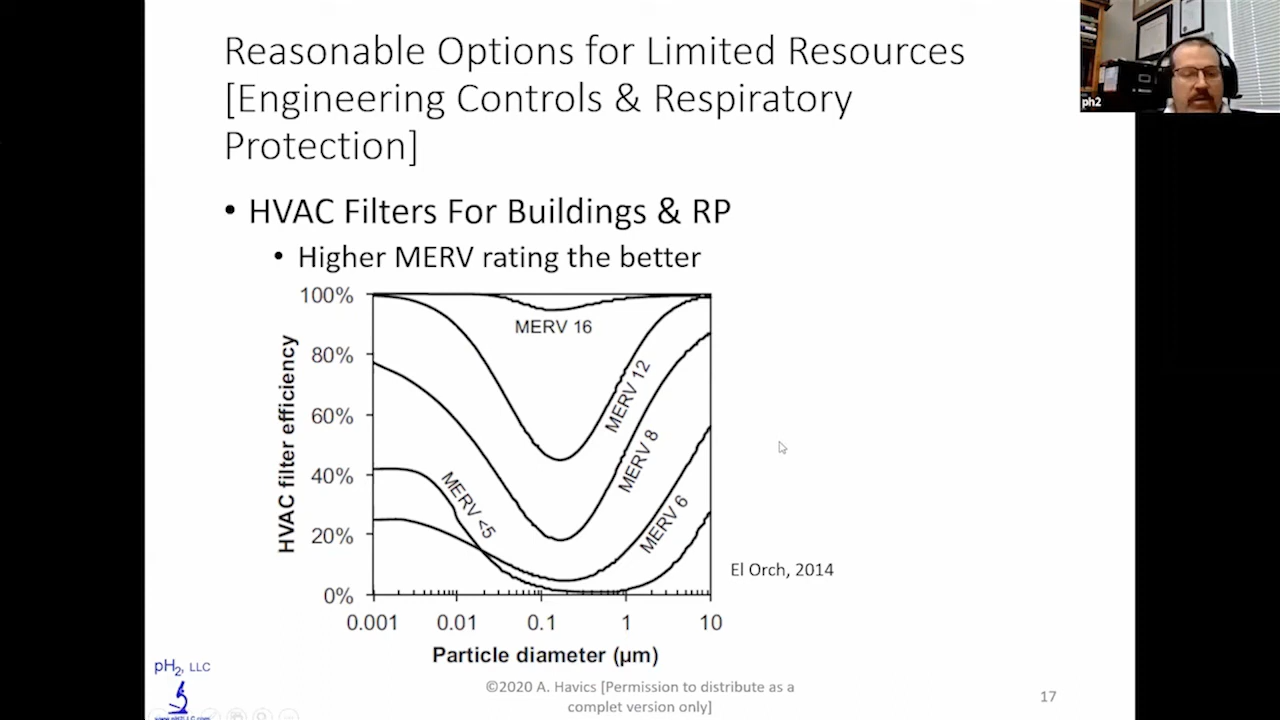 Reasonable Options for Limited Resources
[Engineering Controls & Respiratory
Protection]
ph2
• HVAC Filters For Buildings & RP
• Higher MERV rating the better
HVAC filter efficiency
100%
80%
60%
40%
20%
0%
MERV 16
MERV 12
MERV 8
MERV <5
MERV 6
0.001
0.01
0.1
1
10
Particle diameter (µm)
El Orch, 2014
pH2, LLC
©2020 A. Havics [Permission to distribute as a
complet version only]
17